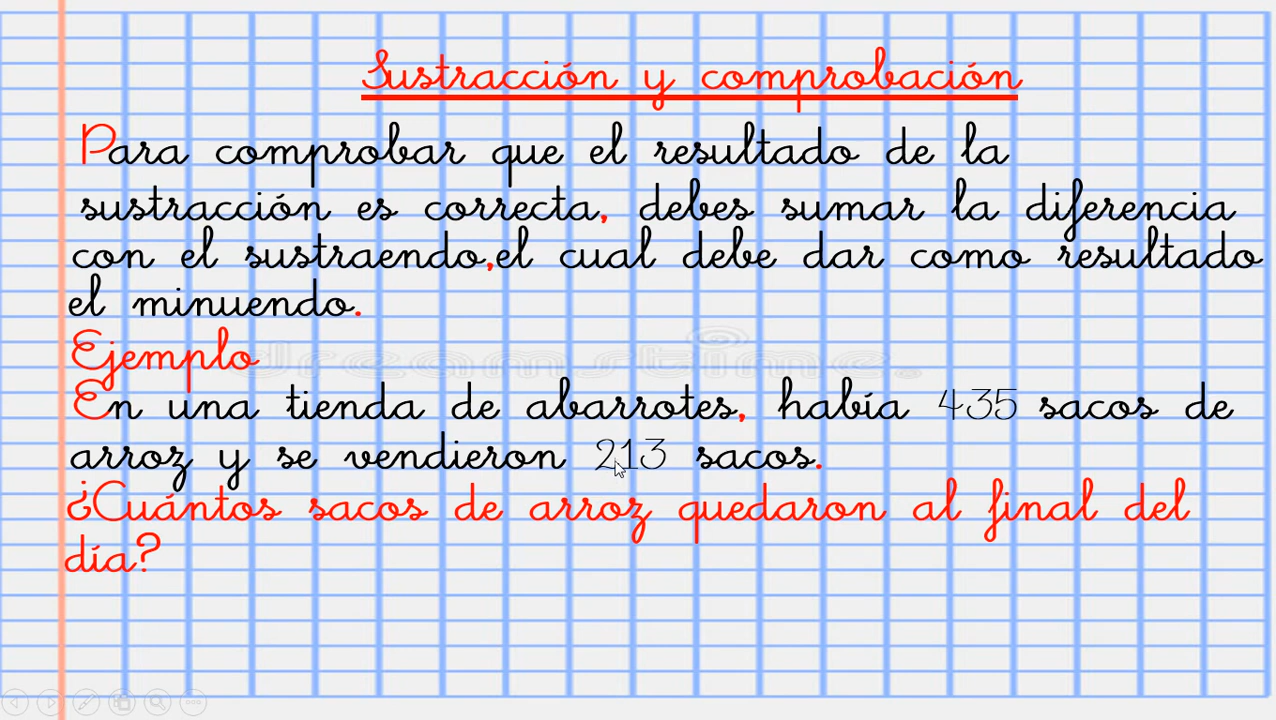 Sustracción y comprobación
Para comprobar que el resultado de la
sustracción es correcta, debes sumar la diferencia
con el sustraendo,el cual debe dar como resultado
el minuendo.
Ejemplo
dreamstime.
En una tienda de abarrotes, había 435 sacos de
arroz y se vendieron 213 sacos.
¿Cuántos sacos de arroz quedaron al final del
día?